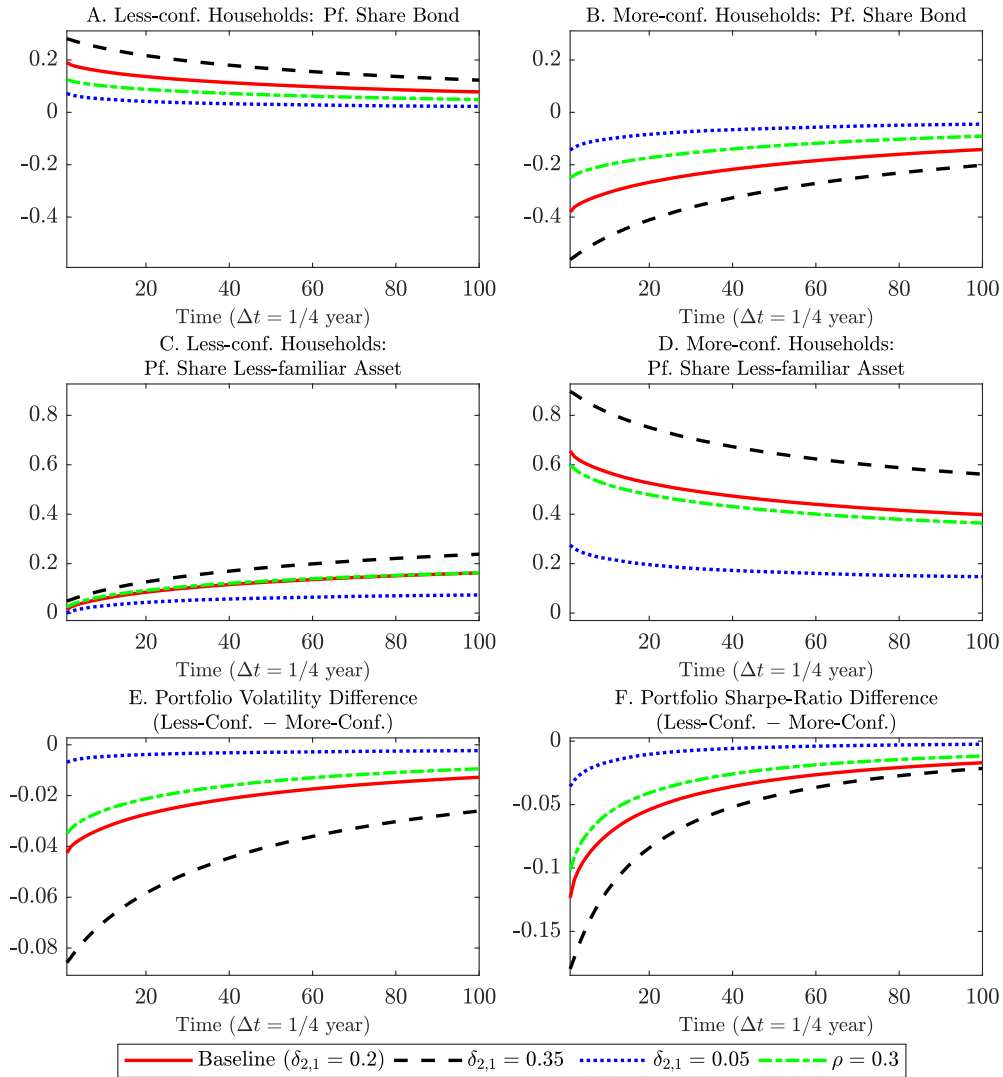 A. Less-conf. Households: Pf. Share Bond
0.2
0
-0.2
-0.4
20 40 60 80 100
Time (Δt = 1/4 year)
B. More-conf. Households: Pf. Share Bond
0.2
0
-0.2
-0.4
20 40 60 80 100
Time (Δt = 1/4 year)
C. Less-conf. Households:
Pf. Share Less-familiar Asset
0.8
0.6
0.4
0.2
0
20 40 60 80 100
Time (Δt = 1/4 year)
D. More-conf. Households:
Pf. Share Less-familiar Asset
0.8
0.6
0.4
0.2
0
20 40 60 80 100
Time (Δt = 1/4 year)
E. Portfolio Volatility Difference
(Less-Conf. − More-Conf.)
0
-0.02
-0.04
-0.06
-0.08
20 40 60 80 100
Time (Δt = 1/4 year)
F. Portfolio Sharpe-Ratio Difference
(Less-Conf. − More-Conf.)
0
-0.05
-0.1
-0.15
20 40 60 80 100
Time (Δt = 1/4 year)
Baseline (δ2,1 = 0.2) δ2,1 = 0.35 δ2,1 = 0.05 ρ = 0.3